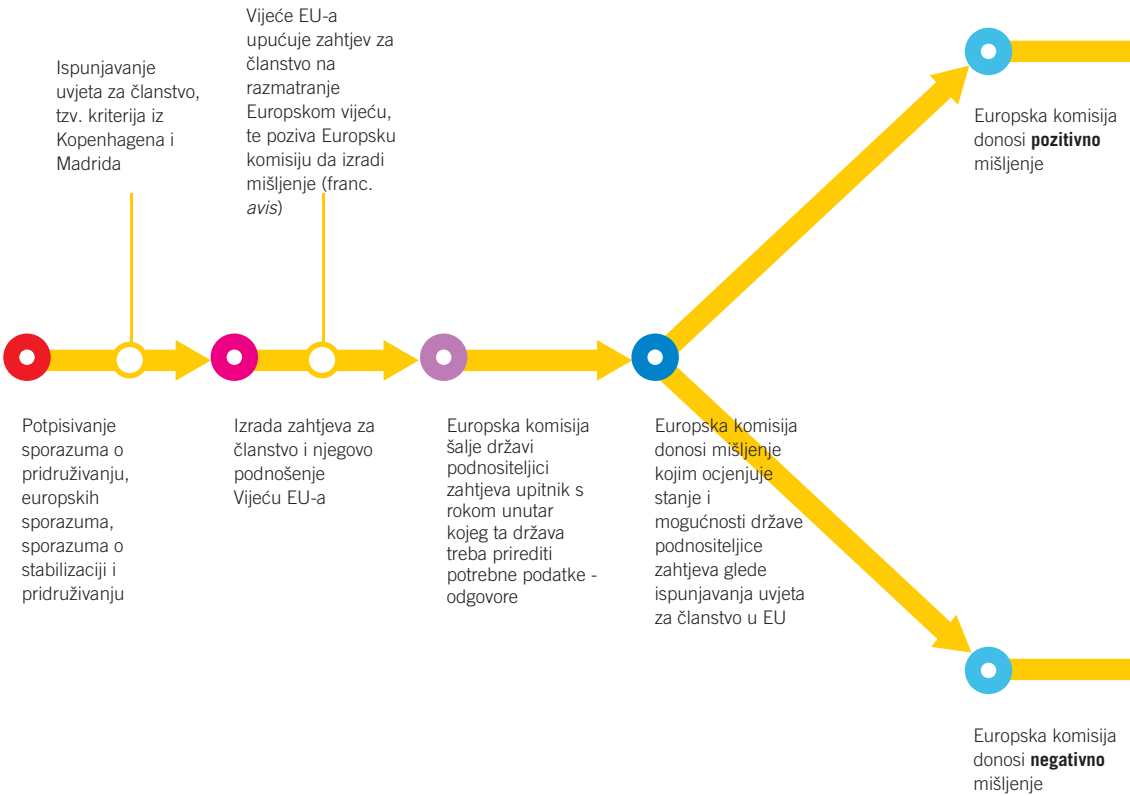 Ispunjavanje
uvjeta za članstvo,
tzv. kriterija iz
Kopenhagena i
Madrida
Vijeće EU-a
upućuje zahtjev za
članstvo na
razmatranje
Europskom vijeću,
te poziva Europsku
komisiju da izradi
mišljenje (franc.
avis)
Europska komisija
donosi pozitivno
mišljenje
Potpisivanje
sporazuma o
pridruživanju,
europskih
sporazuma,
sporazuma o
stabilizaciji i
pridruživanju
Izrada zahtjeva za
članstvo i njegovo
podnošenje
Vijeću EU-a
Europska komisija
šalje državi
podnositeljici
zahtjeva upitnik s
rokom unutar
kojeg ta država
treba prirediti
potrebne podatke -
odgovore
Europska komisija
donosi mišljenje
kojim ocjenjuje
stanje i
mogućnosti države
podnositeljice
zahtjeva glede
ispunjavanja uvjeta
za članstvo u EU
Europska komisija
donosi negativno
mišljenje